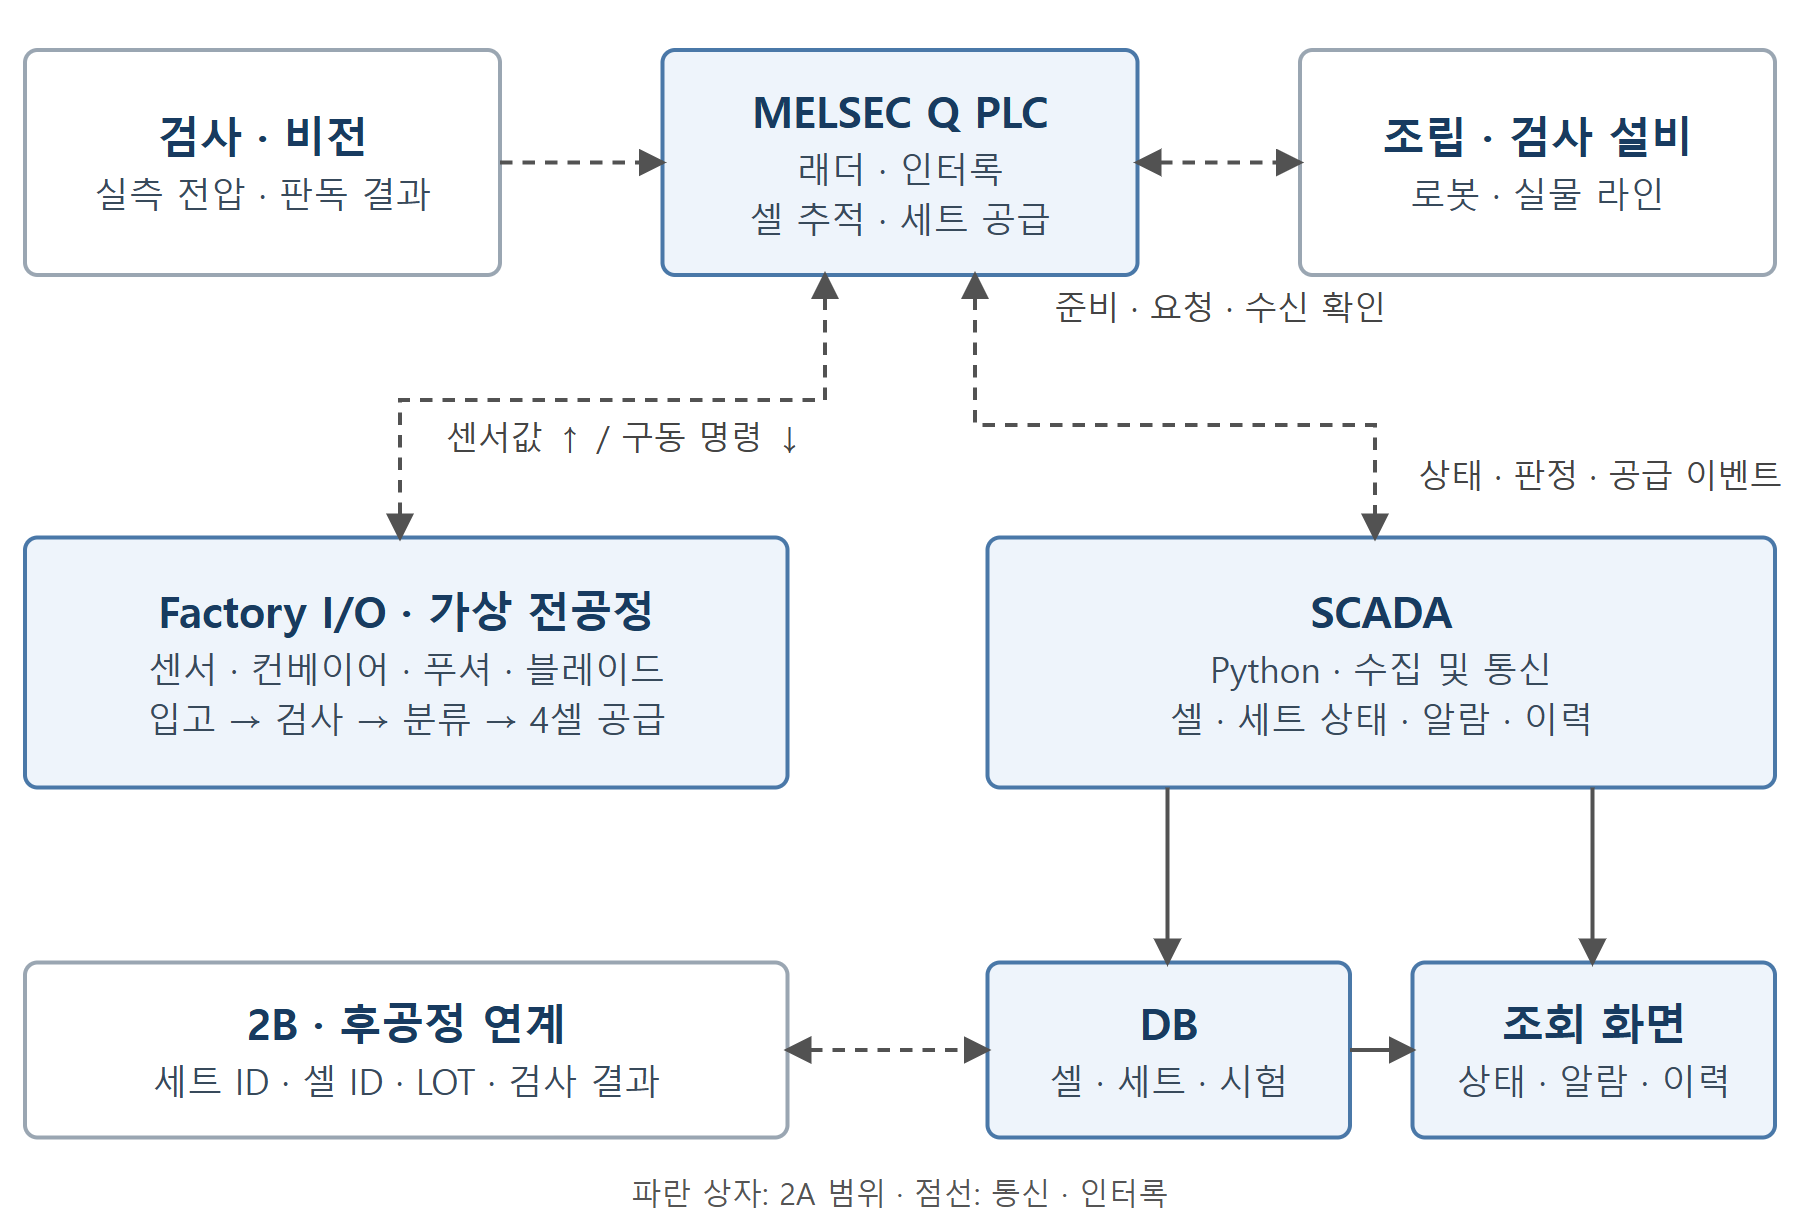 검사 · 비전
실측 전압 · 판독 결과
MELSEC Q PLC
래더 · 인터록
셀 추적 · 세트 공급
조립 · 검사 설비
로봇 · 실물 라인
준비 · 요청 · 수신 확인
센서값 ↑ / 구동 명령 ↓
상태 · 판정 · 공급 이벤트
Factory I/O · 가상 전공정
센서 · 컨베이어 · 푸셔 · 블레이드
입고 → 검사 → 분류 → 4셀 공급
SCADA
Python · 수집 및 통신
셀 · 세트 상태 · 알람 · 이력
2B · 후공정 연계
세트 ID · 셀 ID · LOT · 검사 결과
DB
셀 · 세트 · 시험
조회 화면
상태 · 알람 · 이력
파란 상자: 2A 범위 · 점선: 통신 · 인터록